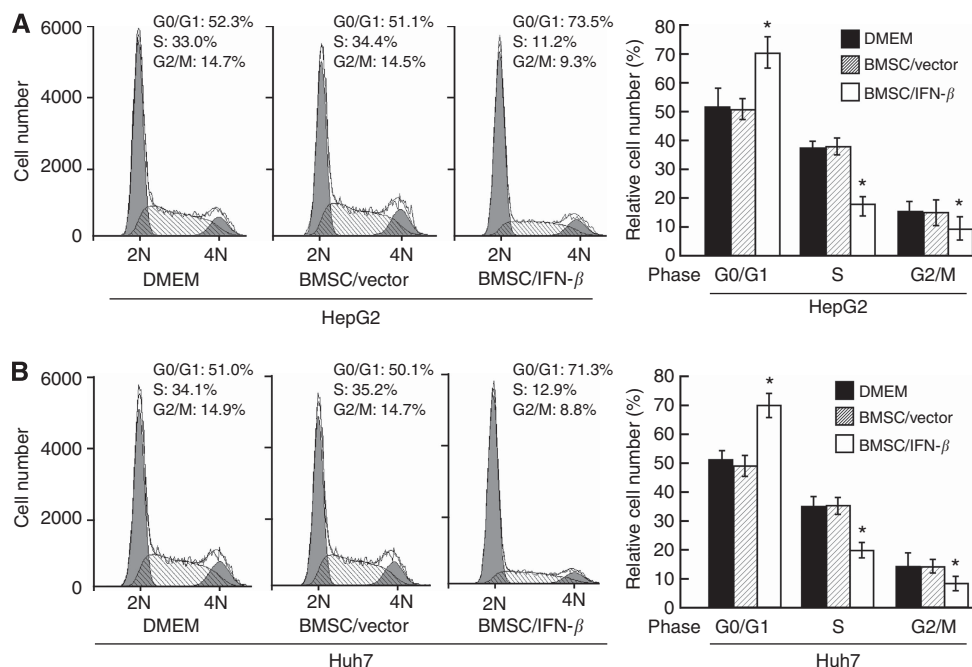 A
G0/G1: 52.3%
S: 33.0%
G2/M: 14.7%
G0/G1: 51.1%
S: 34.4%
G2/M: 14.5%
G0/G1: 73.5%
S: 11.2%
G2/M: 9.3%
Cell number
6000
4000
2000
0
2N 4N
DMEM
2N 4N
BMSC/vector
2N 4N
BMSC/IFN-β
HepG2
Relative cell number (%)
80
70
60
50
40
30
20
10
0
*
*
*
DMEM
BMSC/vector
BMSC/IFN-β
Phase G0/G1 S G2/M
HepG2
B
G0/G1: 51.0%
S: 34.1%
G2/M: 14.9%
G0/G1: 50.1%
S: 35.2%
G2/M: 14.7%
G0/G1: 71.3%
S: 12.9%
G2/M: 8.8%
Cell number
6000
4000
2000
0
2N 4N
DMEM
2N 4N
BMSC/vector
2N 4N
BMSC/IFN-β
Huh7
Relative cell number (%)
80
70
60
50
40
30
20
10
0
*
*
*
DMEM
BMSC/vector
BMSC/IFN-β
Phase G0/G1 S G2/M
Huh7